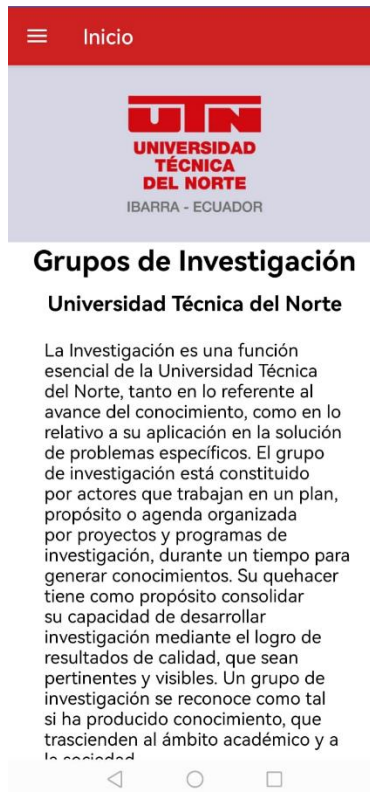 Inicio
UTN
UNIVERSIDAD
TÉCNICA
DEL NORTE
IBARRA - ECUADOR
Grupos de Investigación
Universidad Técnica del Norte
La Investigación es una función
esencial de la Universidad Técnica
del Norte, tanto en lo referente al
avance del conocimiento, como en lo
relativo a su aplicación en la solución
de problemas específicos. El grupo
de investigación está constituido
por actores que trabajan en un plan,
propósito o agenda organizada
por proyectos y programas de
investigación, durante un tiempo para
generar conocimientos. Su quehacer
tiene como propósito consolidar
su capacidad de desarrollar
investigación mediante el logro de
resultados de calidad, que sean
pertinentes y visibles. Un grupo de
investigación se reconoce como tal
si ha producido conocimiento, que
trascienden al ámbito académico y a
la sociedad